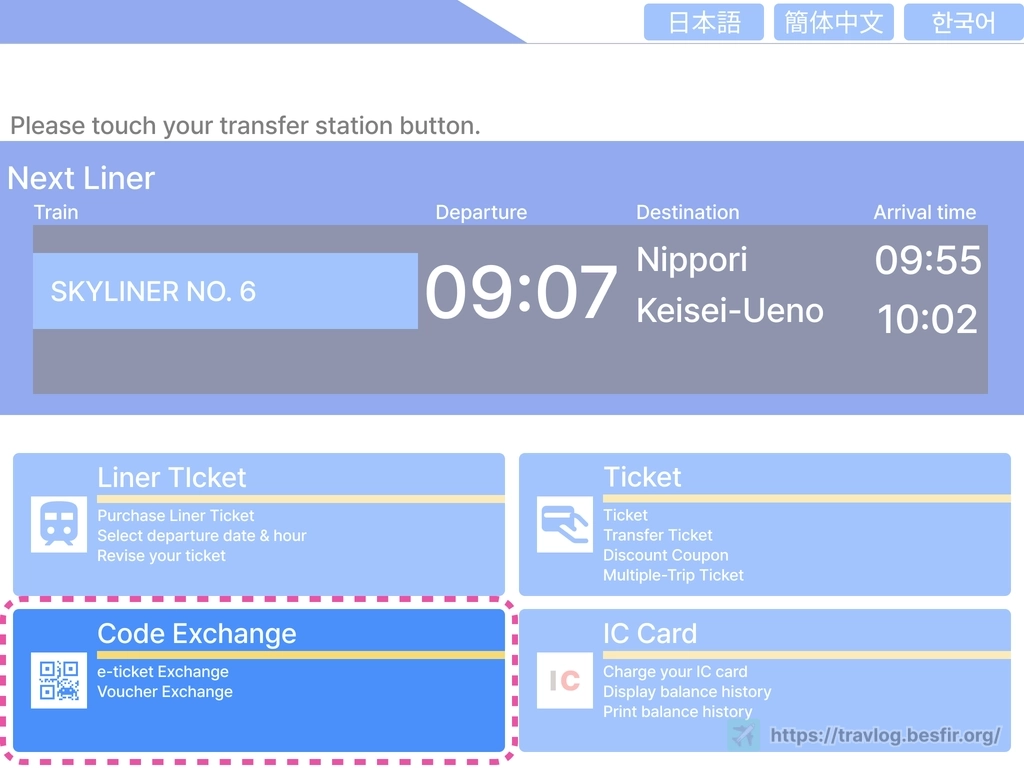 日本語
簡体中文
한국어
Please touch your transfer station button.
Next Liner
Train Departure Destination Arrival time
SKYLINER NO. 6
09:07
Nippori 09:55
Keisei-Ueno 10:02
Liner TIcket
Purchase Liner Ticket
Select departure date & hour
Revise your ticket
Ticket
Ticket
Transfer Ticket
Discount Coupon
Multiple-Trip Ticket
Code Exchange
e-ticket Exchange
Voucher Exchange
IC Card
IC
Charge your IC card
Display balance history
Print balance history
https://travlog.besfir.org/